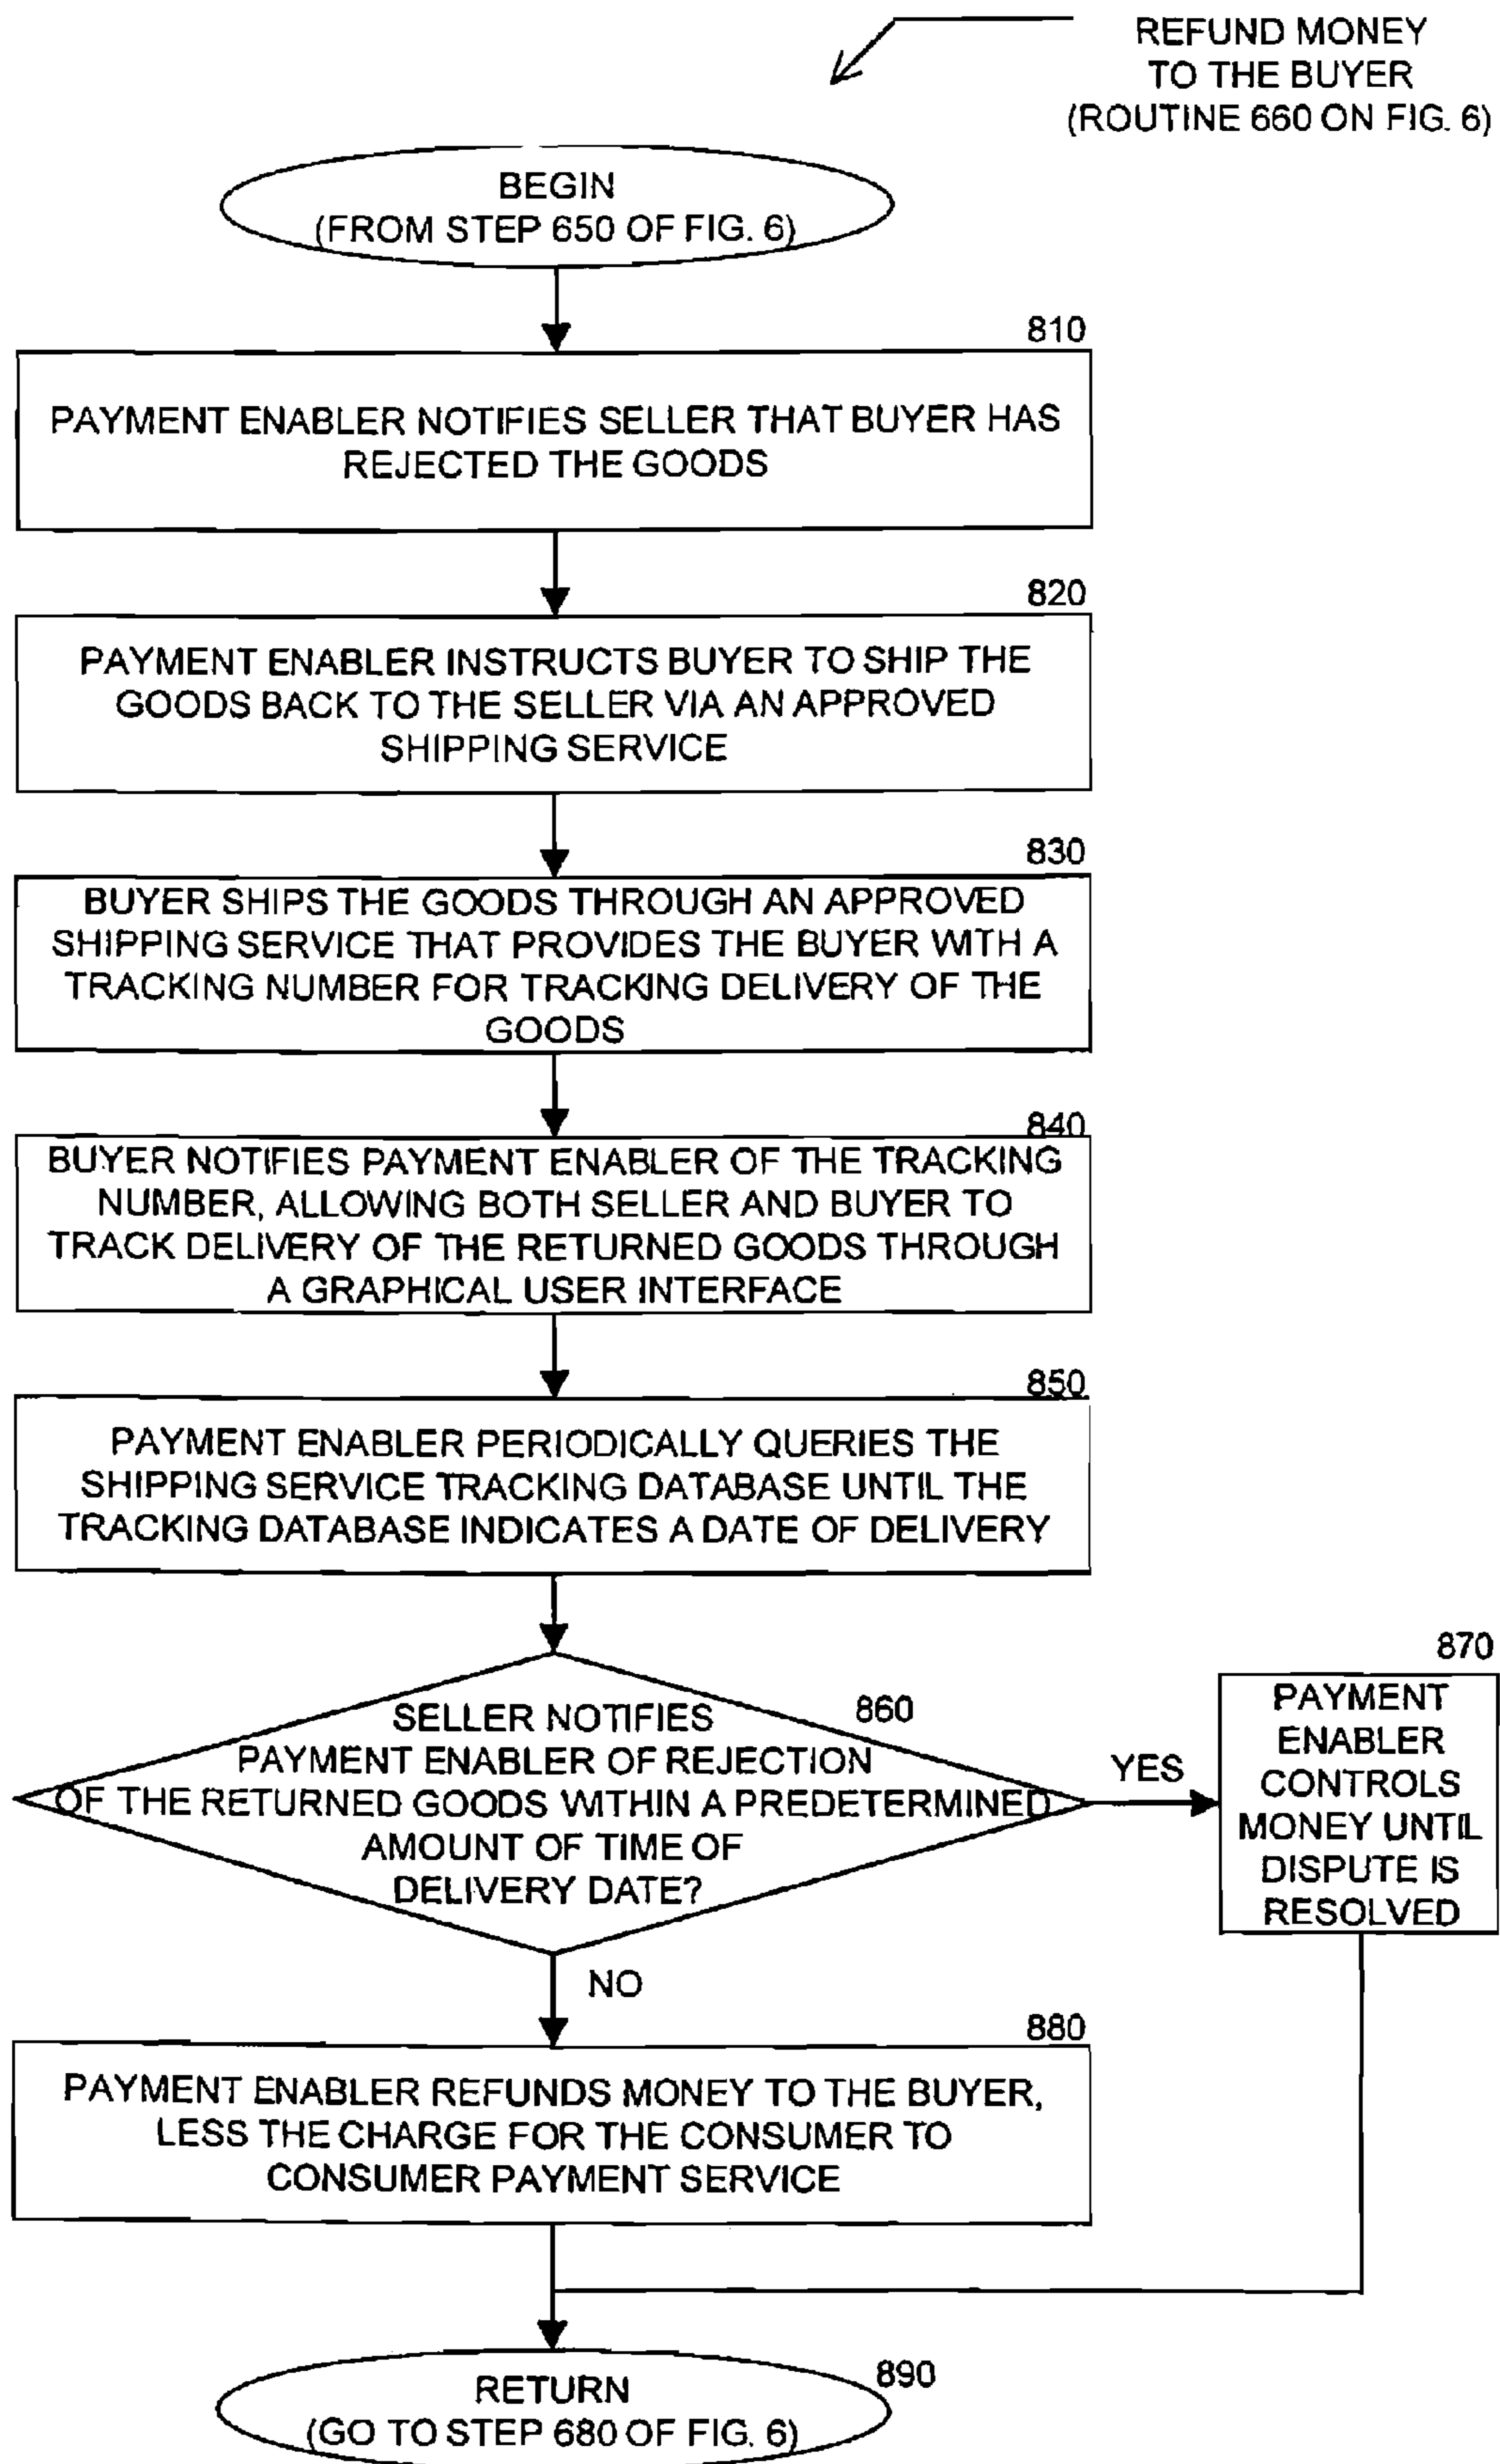 REFUND MONEY
TO THE BUYER
(ROUTINE 660 ON FIG. 6)
BEGIN
(FROM STEP 650 OF FIG. 6)
810
PAYMENT ENABLER NOTIFIES SELLER THAT BUYER HAS
REJECTED THE GOODS
820
PAYMENT ENABLER INSTRUCTS BUYER TO SHIP THE
GOODS BACK TO THE SELLER VIA AN APPROVED
SHIPPING SERVICE
830
BUYER SHIPS THE GOODS THROUGH AN APPROVED
SHIPPING SERVICE THAT PROVIDES THE BUYER WITH A
TRACKING NUMBER FOR TRACKING DELIVERY OF THE
GOODS
840
BUYER NOTIFIES PAYMENT ENABLER OF THE TRACKING
NUMBER, ALLOWING BOTH SELLER AND BUYER TO
TRACK DELIVERY OF THE RETURNED GOODS THROUGH
A GRAPHICAL USER INTERFACE
850
PAYMENT ENABLER PERIODICALLY QUERIES THE
SHIPPING SERVICE TRACKING DATABASE UNTIL THE
TRACKING DATABASE INDICATES A DATE OF DELIVERY
860
SELLER NOTIFIES
PAYMENT ENABLER OF REJECTION
OF THE RETURNED GOODS WITHIN A PREDETERMINED
AMOUNT OF TIME OF
DELIVERY DATE?
YES
870
PAYMENT
ENABLER
CONTROLS
MONEY UNTIL
DISPUTE IS
RESOLVED
NO
880
PAYMENT ENABLER REFUNDS MONEY TO THE BUYER,
LESS THE CHARGE FOR THE CONSUMER TO
CONSUMER PAYMENT SERVICE
890
RETURN
(GO TO STEP 680 OF FIG. 6)